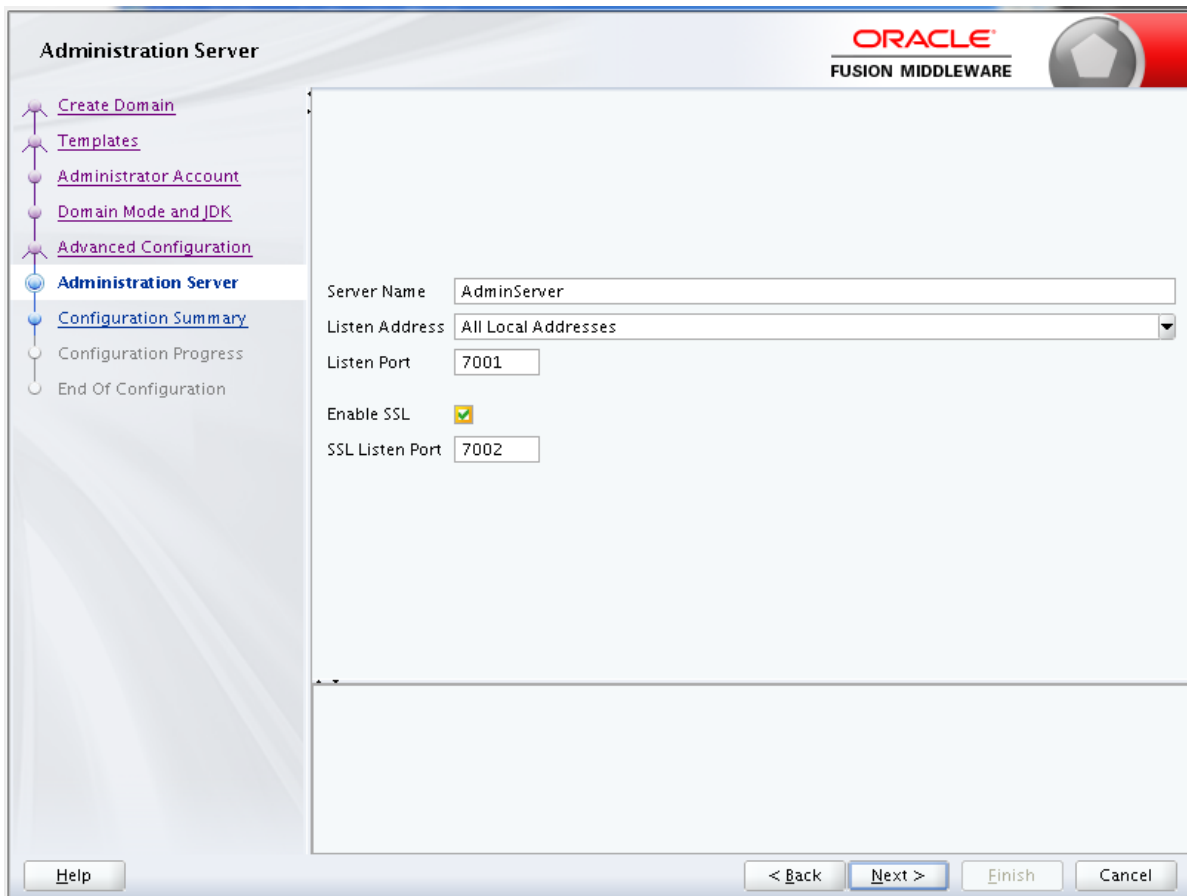 Administration Server
ORACLE
FUSION MIDDLEWARE
Create Domain
Templates
Administrator Account
Domain Mode and JDK
Advanced Configuration
Administration Server
Configuration Summary
Configuration Progress
End Of Configuration
Server Name AdminServer
Listen Address All Local Addresses
Listen Port 7001
Enable SSL
SSL Listen Port 7002
Help
< Back
Next >
Finish
Cancel